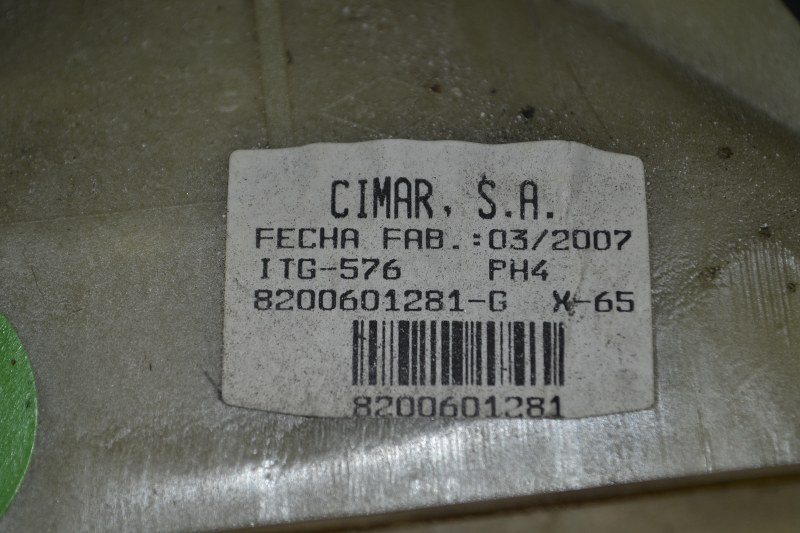 CIMAR, S.A.
FECHA FAB.:03/2007
ITG-576 PH4
8200601281-G X-65
8200601281